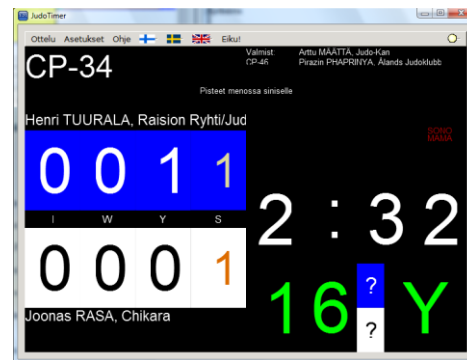 JudoTimer
Ottelu Asetukset Ohje Eiku!
CP-34
Valmist. Arttu MÄÄTTÄ, Judo-Kan
CP-46 Pirazin PHAPRINYA, Ålands Judoklubb
Pisteet menossa siniselle
Henri TUURALA, Raision Ryhti/Jud
SONO
MAMA
0 0 1 1
I W Y S
2 : 32
0 0 0 1
16 ? Y
?
Joonas RASA, Chikara